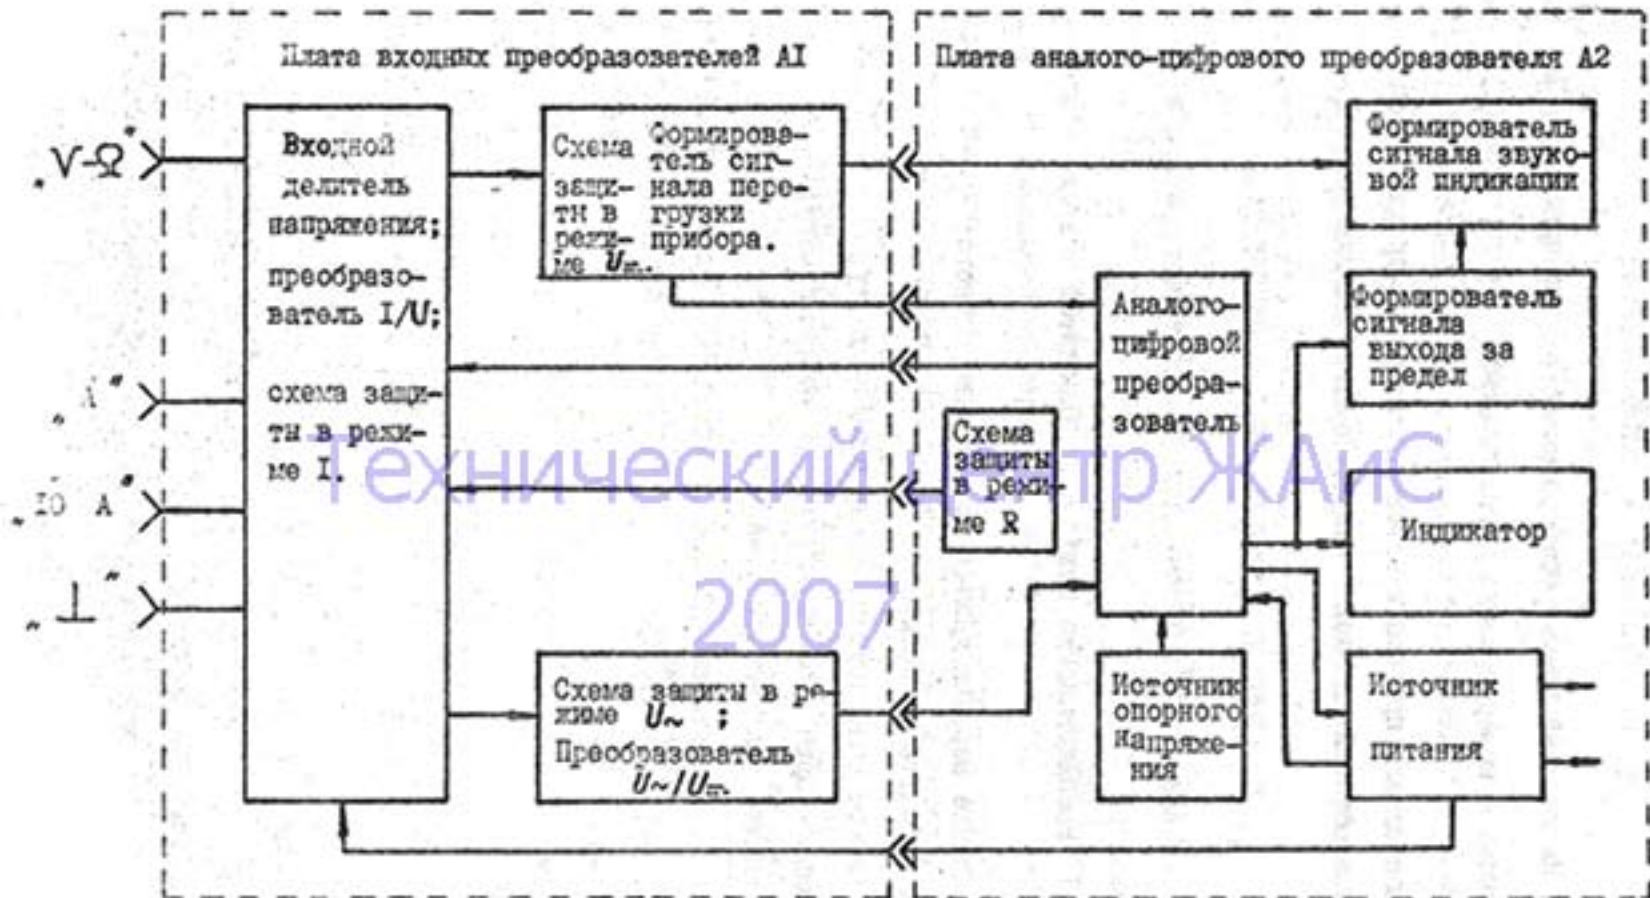 Плата входных преобразователей А1
Плата аналого-цифрового преобразователя А2
„V-Ω"
"
„10 А"
„⊥"
Входной
делитель
напряжения;
преобразо-
ватель I/U;
схема защи-
ты в режи-
ме I.
Схема
защи-
ты в
режи-
ме U=.
Формирова-
тель сиг-
нала пере-
грузки
прибора.
Схема защиты в ре-
жиме U~ ;
Преобразователь
U~/U=.
Аналого-
цифровой
преобра-
зователь
Схема
защиты
в режи-
ме R
Источник
опорного
напряже-
ния
Формирователь
сигнала звуко-
вой индикации
Формирователь
сигнала
выхода за
предел
Индикатор
Источник
питания
Технический центр ЖАиС
2007